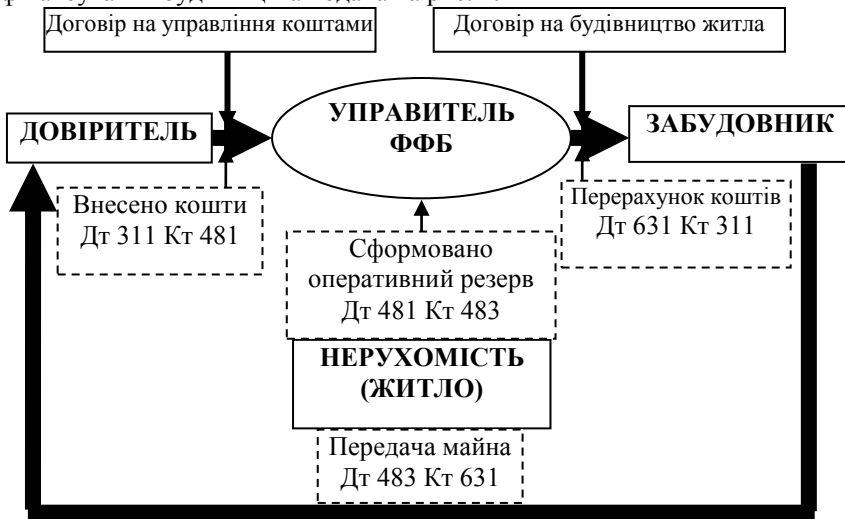 Договір на управління коштами
Договір на будівництво житла
ДОВІРИТЕЛЬ
УПРАВИТЕЛЬ
ФФБ
ЗАБУДОВНИК
Внесено кошти
Дт 311 Кт 481
Перерахунок коштів
Дт 631 Кт 311
Сформовано
оперативний резерв
Дт 481 Кт 483
НЕРУХОМІСТЬ
(ЖИТЛО)
Передача майна
Дт 483 Кт 631